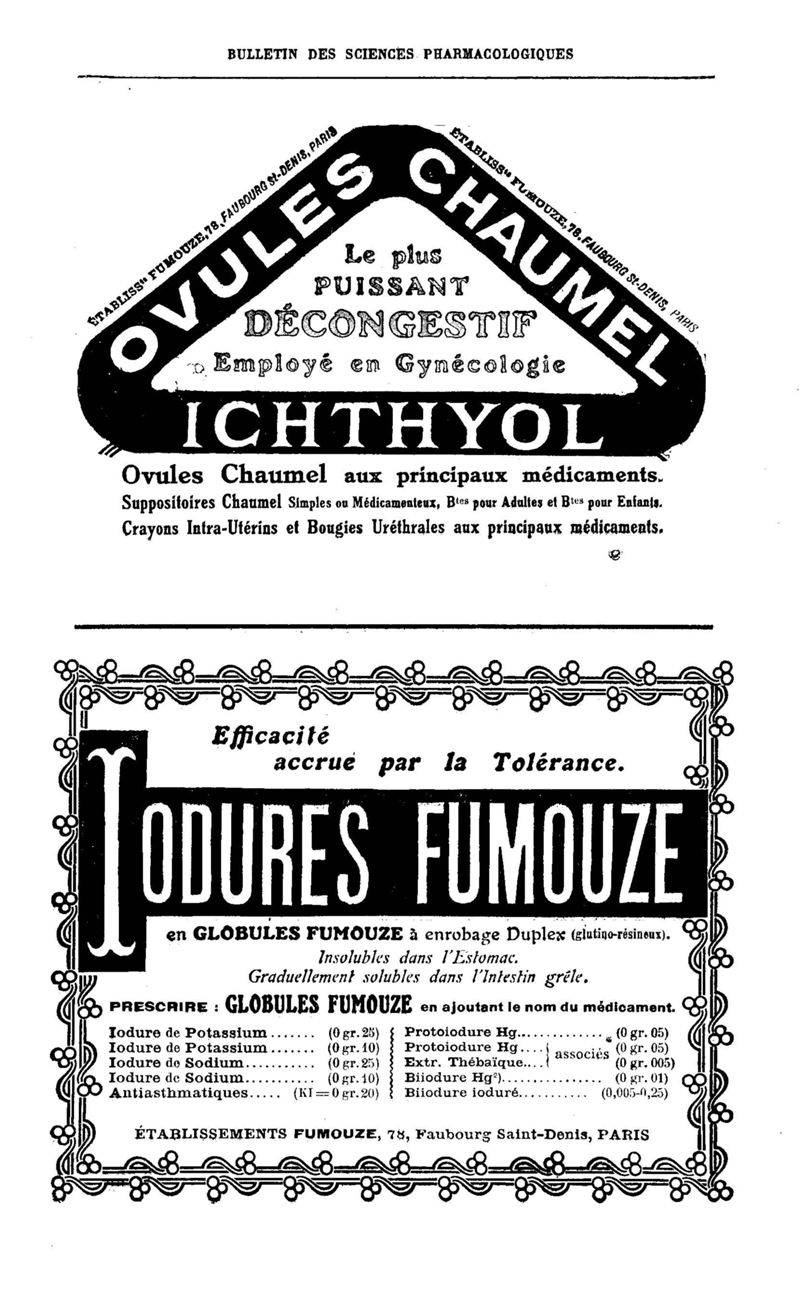 BULLETIN DES SCIENCES PHARMACOLOGIQUES
ÉTABLISSts FUMOUZE, 78, FAUBOURG St-DENIS, PARIS
ÉTABLISSts FUMOUZE, 78, FAUBOURG St-DENIS, PARIS
OVULES CHAUMEL
Le plus
PUISSANT
DÉCONGESTIF
Employé en Gynécologie
ICHTHYOL
Ovules Chaumel aux principaux médicaments.
Suppositoires Chaumel Simples ou Médicamenteux, Btes pour Adultes et Btes pour Enfants.
Crayons Intra-Utérins et Bougies Uréthrales aux principaux médicaments.
Efficacité
accrue par la Tolérance.
IODURES FUMOUZE
en GLOBULES FUMOUZE à enrobage Duplex (glutino-résineux).
Insolubles dans l'Estomac.
Graduellement solubles dans l'Intestin grêle.
PRESCRIRE : GLOBULES FUMOUZE en ajoutant le nom du médicament.
Iodure de Potassium....... (0 gr. 25)
Iodure de Potassium....... (0 gr. 10)
Iodure de Sodium........... (0 gr. 25)
Iodure de Sodium........... (0 gr. 10)
Antiasthmatiques..... (KI = 0 gr. 20)
Protoiodure Hg............. (0 gr. 05)
Protoiodure Hg.... associés (0 gr. 05)
Extr. Thébaïque.... (0 gr. 005)
Biiodure Hg²)............... (0 gr. 01)
Biiodure ioduré........... (0,005-0,25)
ÉTABLISSEMENTS FUMOUZE, 78, Faubourg Saint-Denis, PARIS